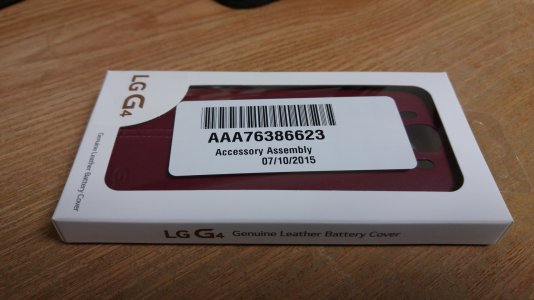 LG G4
Genuine Leather Battery Cover
AAA76386623
Accessory Assembly
07/10/2015
LG G4 Genuine Leather Battery Cover